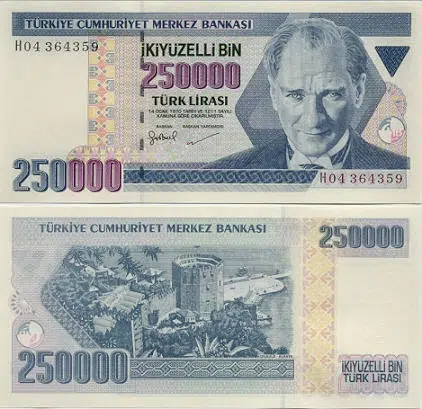 TÜRKİYE CUMHURİYET MERKEZ BANKASI
H04 364359
İKİYÜZELLİ BİN
250000
TÜRK LİRASI
14 OCAK 1970 TARİH VE 1211 SAYILI
KANUNA GÖRE ÇIKARILMIŞTIR.
BAŞKAN
BAŞKAN YARDIMCISI
250000
H04 364359
TÜRKİYE CUMHURİYET MERKEZ BANKASI
250000
250000
İKİYÜZELLİ BİN
TÜRK LİRASI